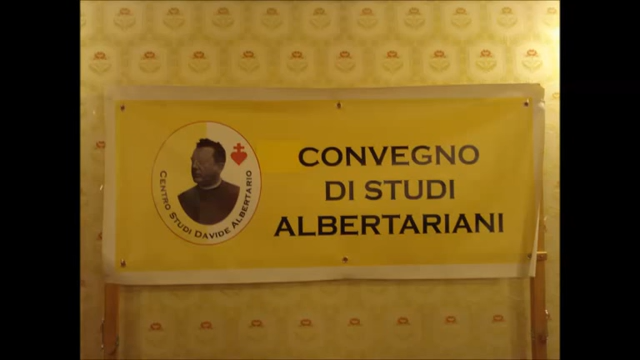 CONVEGNO
DI STUDI
ALBERTARIANI
CENTRO STUDI DAVIDE ALBERTARIO